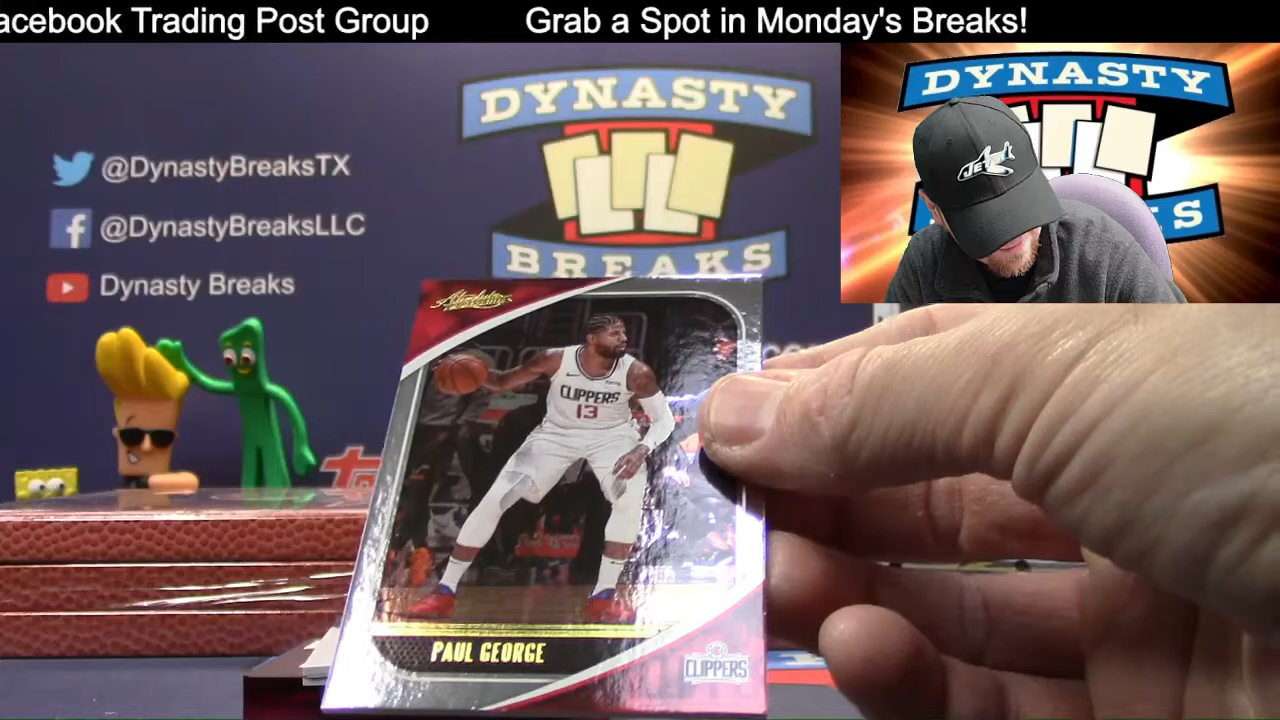 acebook Trading Post Group Grab a Spot in Monday's Breaks!
DYNASTY
BREAKS
@DynastyBreaksTX
@DynastyBreaksLLC
Dynasty Breaks
DYNASTY
S
JETS
Absolute
CLIPPERS
13
PAUL GEORGE
CLIPPERS